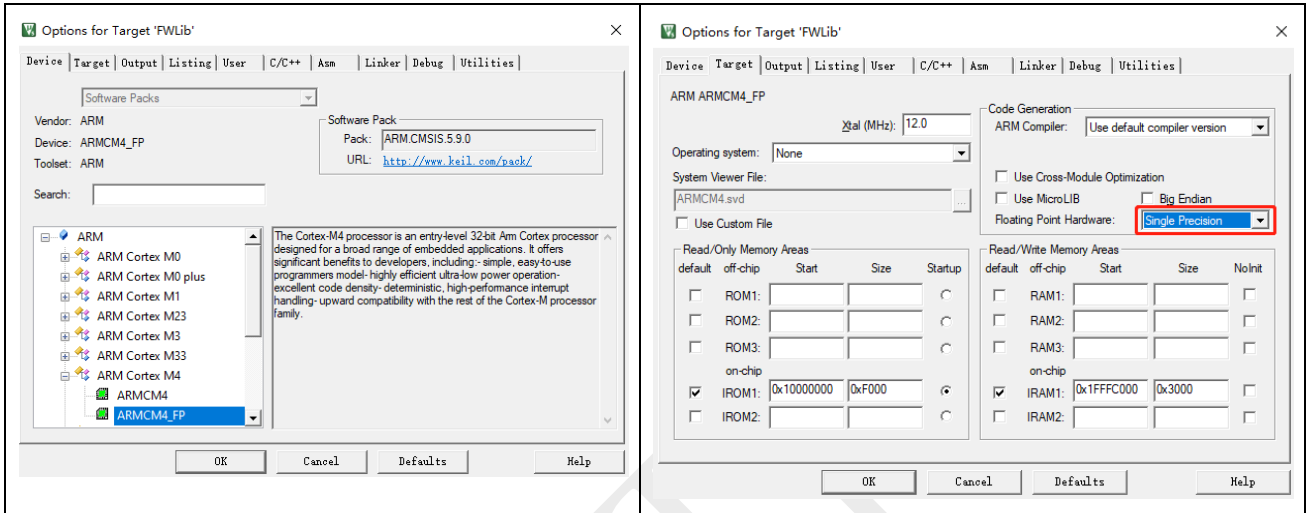 Options for Target 'FWLib'
Device Target Output Listing User C/C++ Asm Linker Debug Utilities
Software Packs
Vendor: ARM
Device: ARMCM4_FP
Toolset: ARM
Search:
Software Pack
Pack: ARM.CMSIS.5.9.0
URL: http://www.keil.com/pack/
ARM
ARM Cortex M0
ARM Cortex M0 plus
ARM Cortex M1
ARM Cortex M23
ARM Cortex M3
ARM Cortex M33
ARM Cortex M4
ARMCM4
ARMCM4_FP
The Cortex-M4 processor is an entry-level 32-bit Arm Cortex processor
designed for a broad range of embedded applications. It offers
significant benefits to developers, including:- simple, easy-to-use
programmers model- highly efficient ultra-low power operation-
excellent code density- deterministic, high-performance interrupt
handling- upward compatibility with the rest of the Cortex-M processor
family.
OK Cancel Defaults Help
Options for Target 'FWLib'
Device Target Output Listing User C/C++ Asm Linker Debug Utilities
ARM ARMCM4_FP
Xtal (MHz): 12.0
Operating system: None
System Viewer File:
ARMCM4.svd ...
Use Custom File
Code Generation
ARM Compiler: Use default compiler version
Use Cross-Module Optimization
Use MicroLIB Big Endian
Floating Point Hardware: Single Precision
Read/Only Memory Areas
default off-chip Start Size Startup
ROM1:
ROM2:
ROM3:
on-chip
IROM1: 0x10000000 0xF000
IROM2:
Read/Write Memory Areas
default off-chip Start Size NoInit
RAM1:
RAM2:
RAM3:
on-chip
IRAM1: 0x1FFFC000 0x3000
IRAM2:
OK Cancel Defaults Help